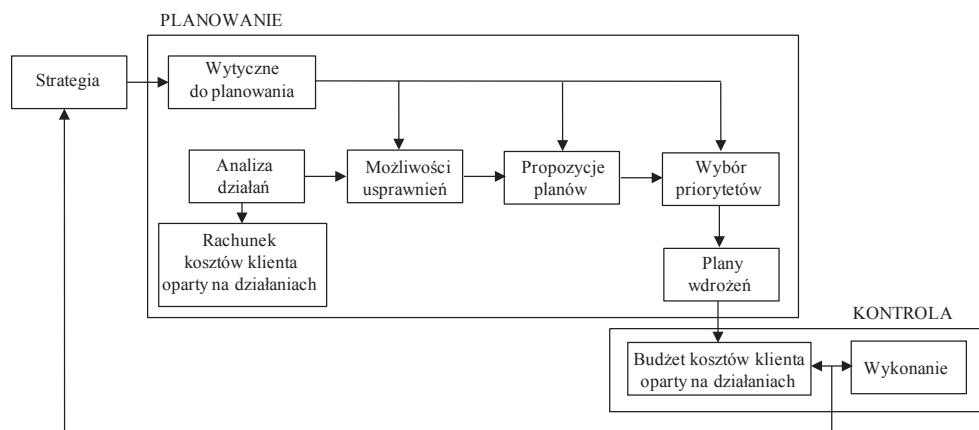 PLANOWANIE
Strategia
Wytyczne
do planowania
Analiza
działań
Możliwości
usprawnień
Propozycje
planów
Wybór
priorytetów
Rachunek
kosztów klienta
oparty na działaniach
Plany
wdrożeń
KONTROLA
Budżet kosztów klienta
oparty na działaniach
Wykonanie